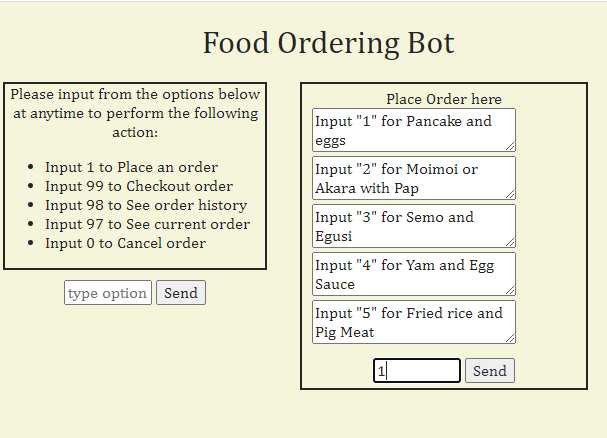 Food Ordering Bot
Please input from the options below
at anytime to perform the following
action:
Input 1 to Place an order
Input 99 to Checkout order
Input 98 to See order history
Input 97 to See current order
Input 0 to Cancel order
type option
Send
Place Order here
Input "1" for Pancake and
eggs
Input "2" for Moimoi or
Akara with Pap
Input "3" for Semo and
Egusi
Input "4" for Yam and Egg
Sauce
Input "5" for Fried rice and
Pig Meat
1
Send